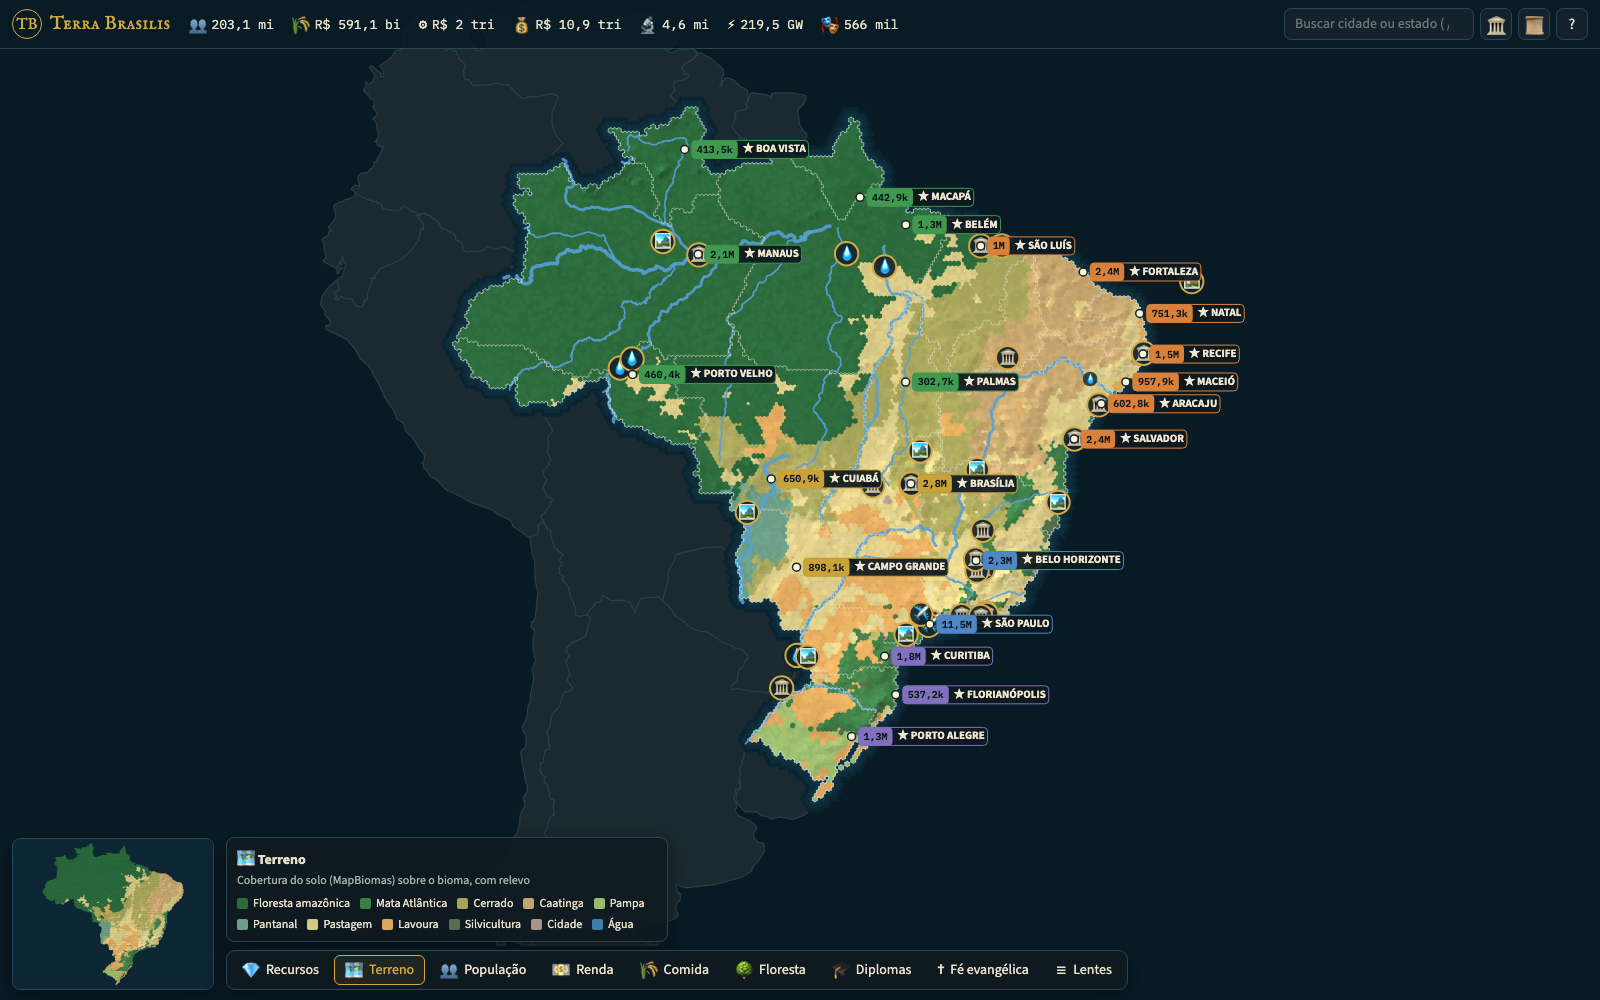 TB TERRA BRASILIS 203,1 mi R$ 591,1 bi R$ 2 tri R$ 10,9 tri 4,6 mi 219,5 GW 566 mil Buscar cidade ou estado ( / ?
413,5k ★ BOA VISTA
442,9k ★ MACAPÁ
1,3M ★ BELÉM
1M ★ SÃO LUÍS
2,1M ★ MANAUS
2,4M ★ FORTALEZA
751,3k ★ NATAL
1,5M ★ RECIFE
460,4k ★ PORTO VELHO
302,7k ★ PALMAS
957,9k ★ MACEIÓ
602,8k ★ ARACAJU
2,4M ★ SALVADOR
650,9k ★ CUIABÁ
2,8M ★ BRASÍLIA
2,3M ★ BELO HORIZONTE
898,1k ★ CAMPO GRANDE
11,5M ★ SÃO PAULO
1,8M ★ CURITIBA
537,2k ★ FLORIANÓPOLIS
1,3M ★ PORTO ALEGRE
Terreno
Cobertura do solo (MapBiomas) sobre o bioma, com relevo
Floresta amazônica Mata Atlântica Cerrado Caatinga Pampa
Pantanal Pastagem Lavoura Silvicultura Cidade Água
Recursos Terreno População Renda Comida Floresta Diplomas Fé evangélica Lentes